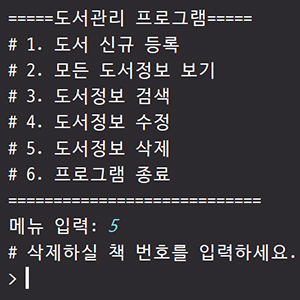 =====도서관리 프로그램=====
# 1. 도서 신규 등록
# 2. 모든 도서정보 보기
# 3. 도서정보 검색
# 4. 도서정보 수정
# 5. 도서정보 삭제
# 6. 프로그램 종료
==========================
메뉴 입력: 5
# 삭제하실 책 번호를 입력하세요.
>